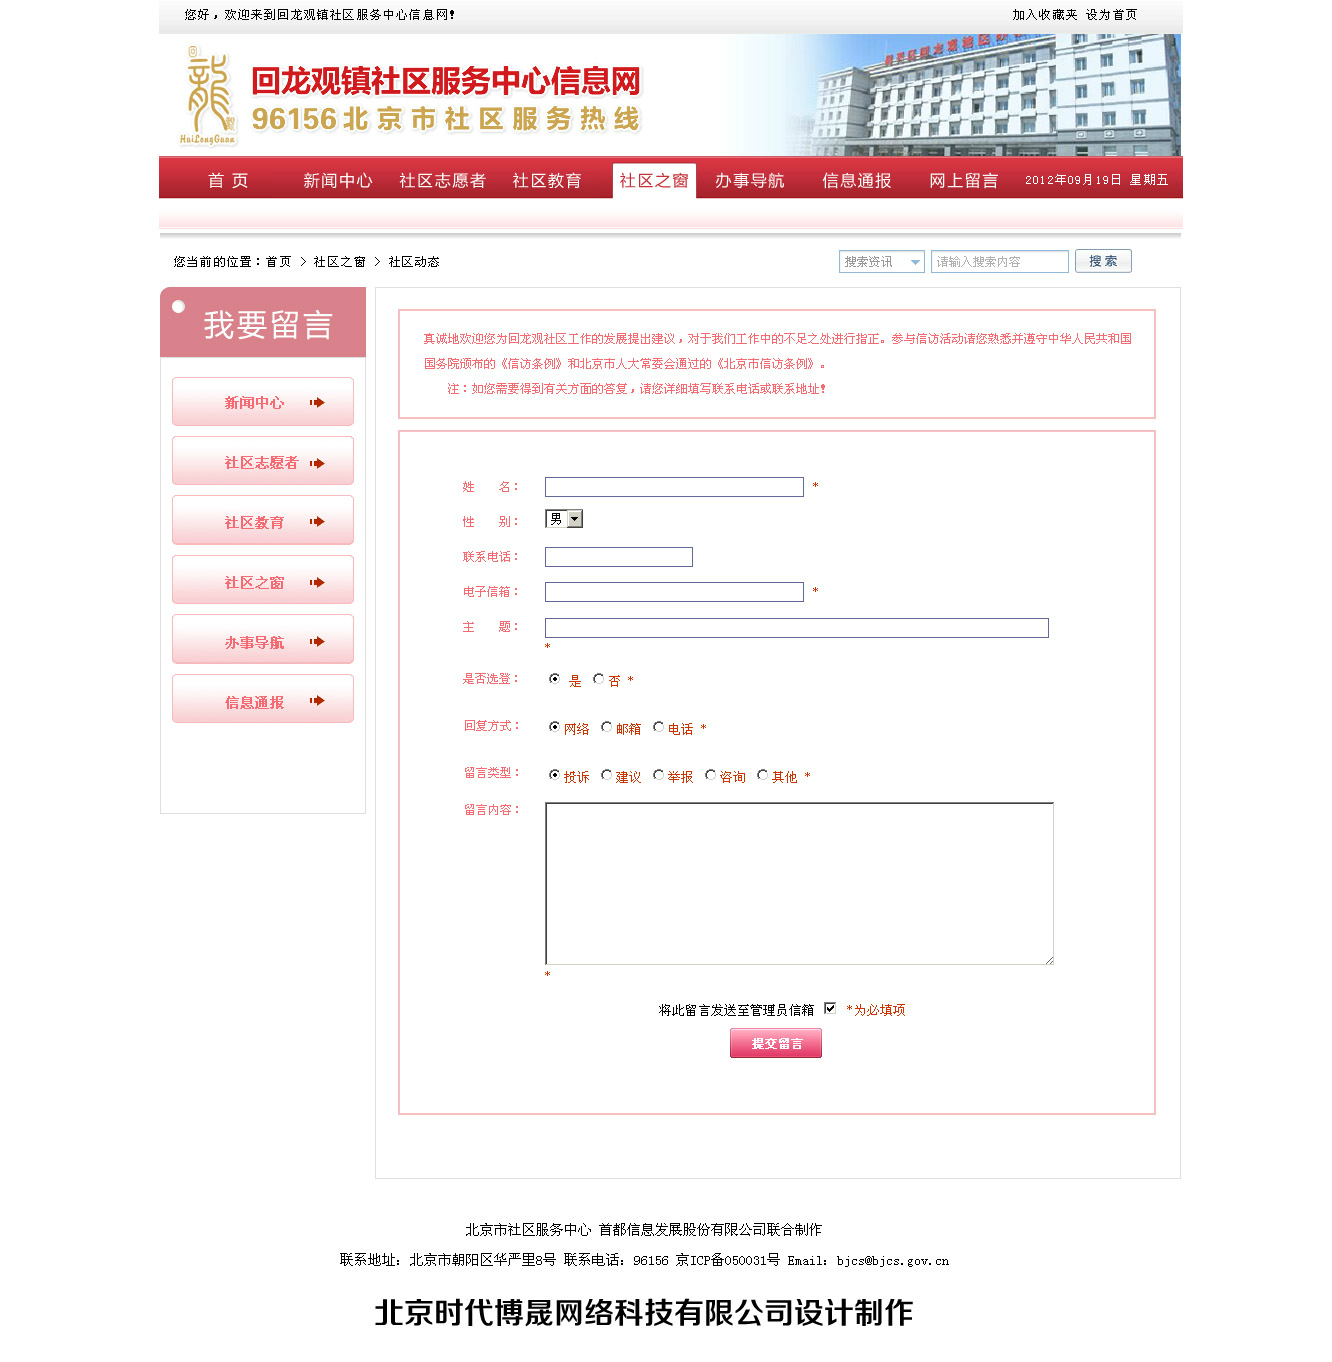 您好，欢迎来到回龙观镇社区服务中心信息网！
加入收藏夹 设为首页
回龙观镇社区服务中心信息网
96156北京市社区服务热线
HuiLongGuan
首 页 新闻中心 社区志愿者 社区教育 社区之窗 办事导航 信息通报 网上留言 2012年09月19日 星期五
您当前的位置：首页 > 社区之窗 > 社区动态
搜索资讯 请输入搜索内容 搜 索
我要留言
新闻中心
社区志愿者
社区教育
社区之窗
办事导航
信息通报
真诚地欢迎您为回龙观社区工作的发展提出建议，对于我们工作中的不足之处进行指正。参与信访活动请您熟悉并遵守中华人民共和国
国务院颁布的《信访条例》和北京市人大常委会通过的《北京市信访条例》。
注：如您需要得到有关方面的答复，请您详细填写联系电话或联系地址！
姓 名： *
性 别： 男
联系电话：
电子信箱： *
主 题：
*
是否选登： 是 否 *
回复方式： 网络 邮箱 电话 *
留言类型： 投诉 建议 举报 咨询 其他 *
留言内容：
*
将此留言发送至管理员信箱 *为必填项
提交留言
北京市社区服务中心 首都信息发展股份有限公司联合制作
联系地址：北京市朝阳区华严里8号 联系电话：96156 京ICP备050031号 Email：bjcs@bjcs.gov.cn
北京时代博晟网络科技有限公司设计制作